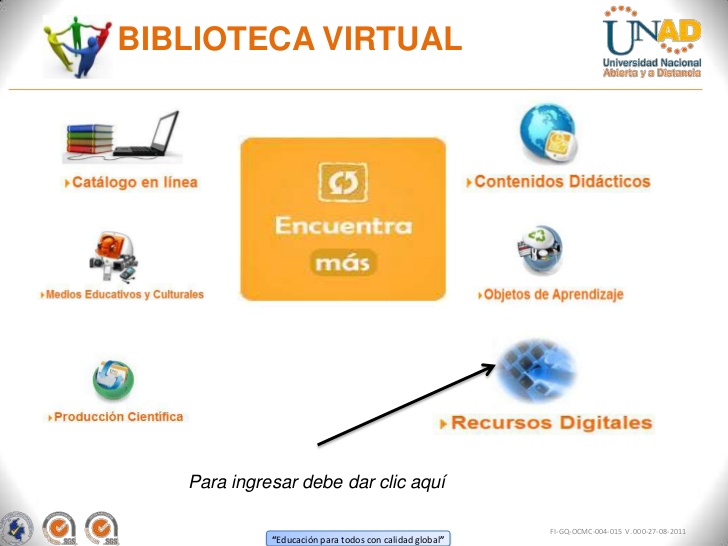 BIBLIOTECA VIRTUAL
UNAD
Universidad Nacional
Abierta y a Distancia
Catálogo en línea
Contenidos Didácticos
Encuentra
más
Medios Educativos y Culturales
Objetos de Aprendizaje
Producción Científica
Recursos Digitales
Para ingresar debe dar clic aquí
FI-GQ-OCMC-004-015 V. 000-27-08-2011
“Educación para todos con calidad global”
SGS
SGS